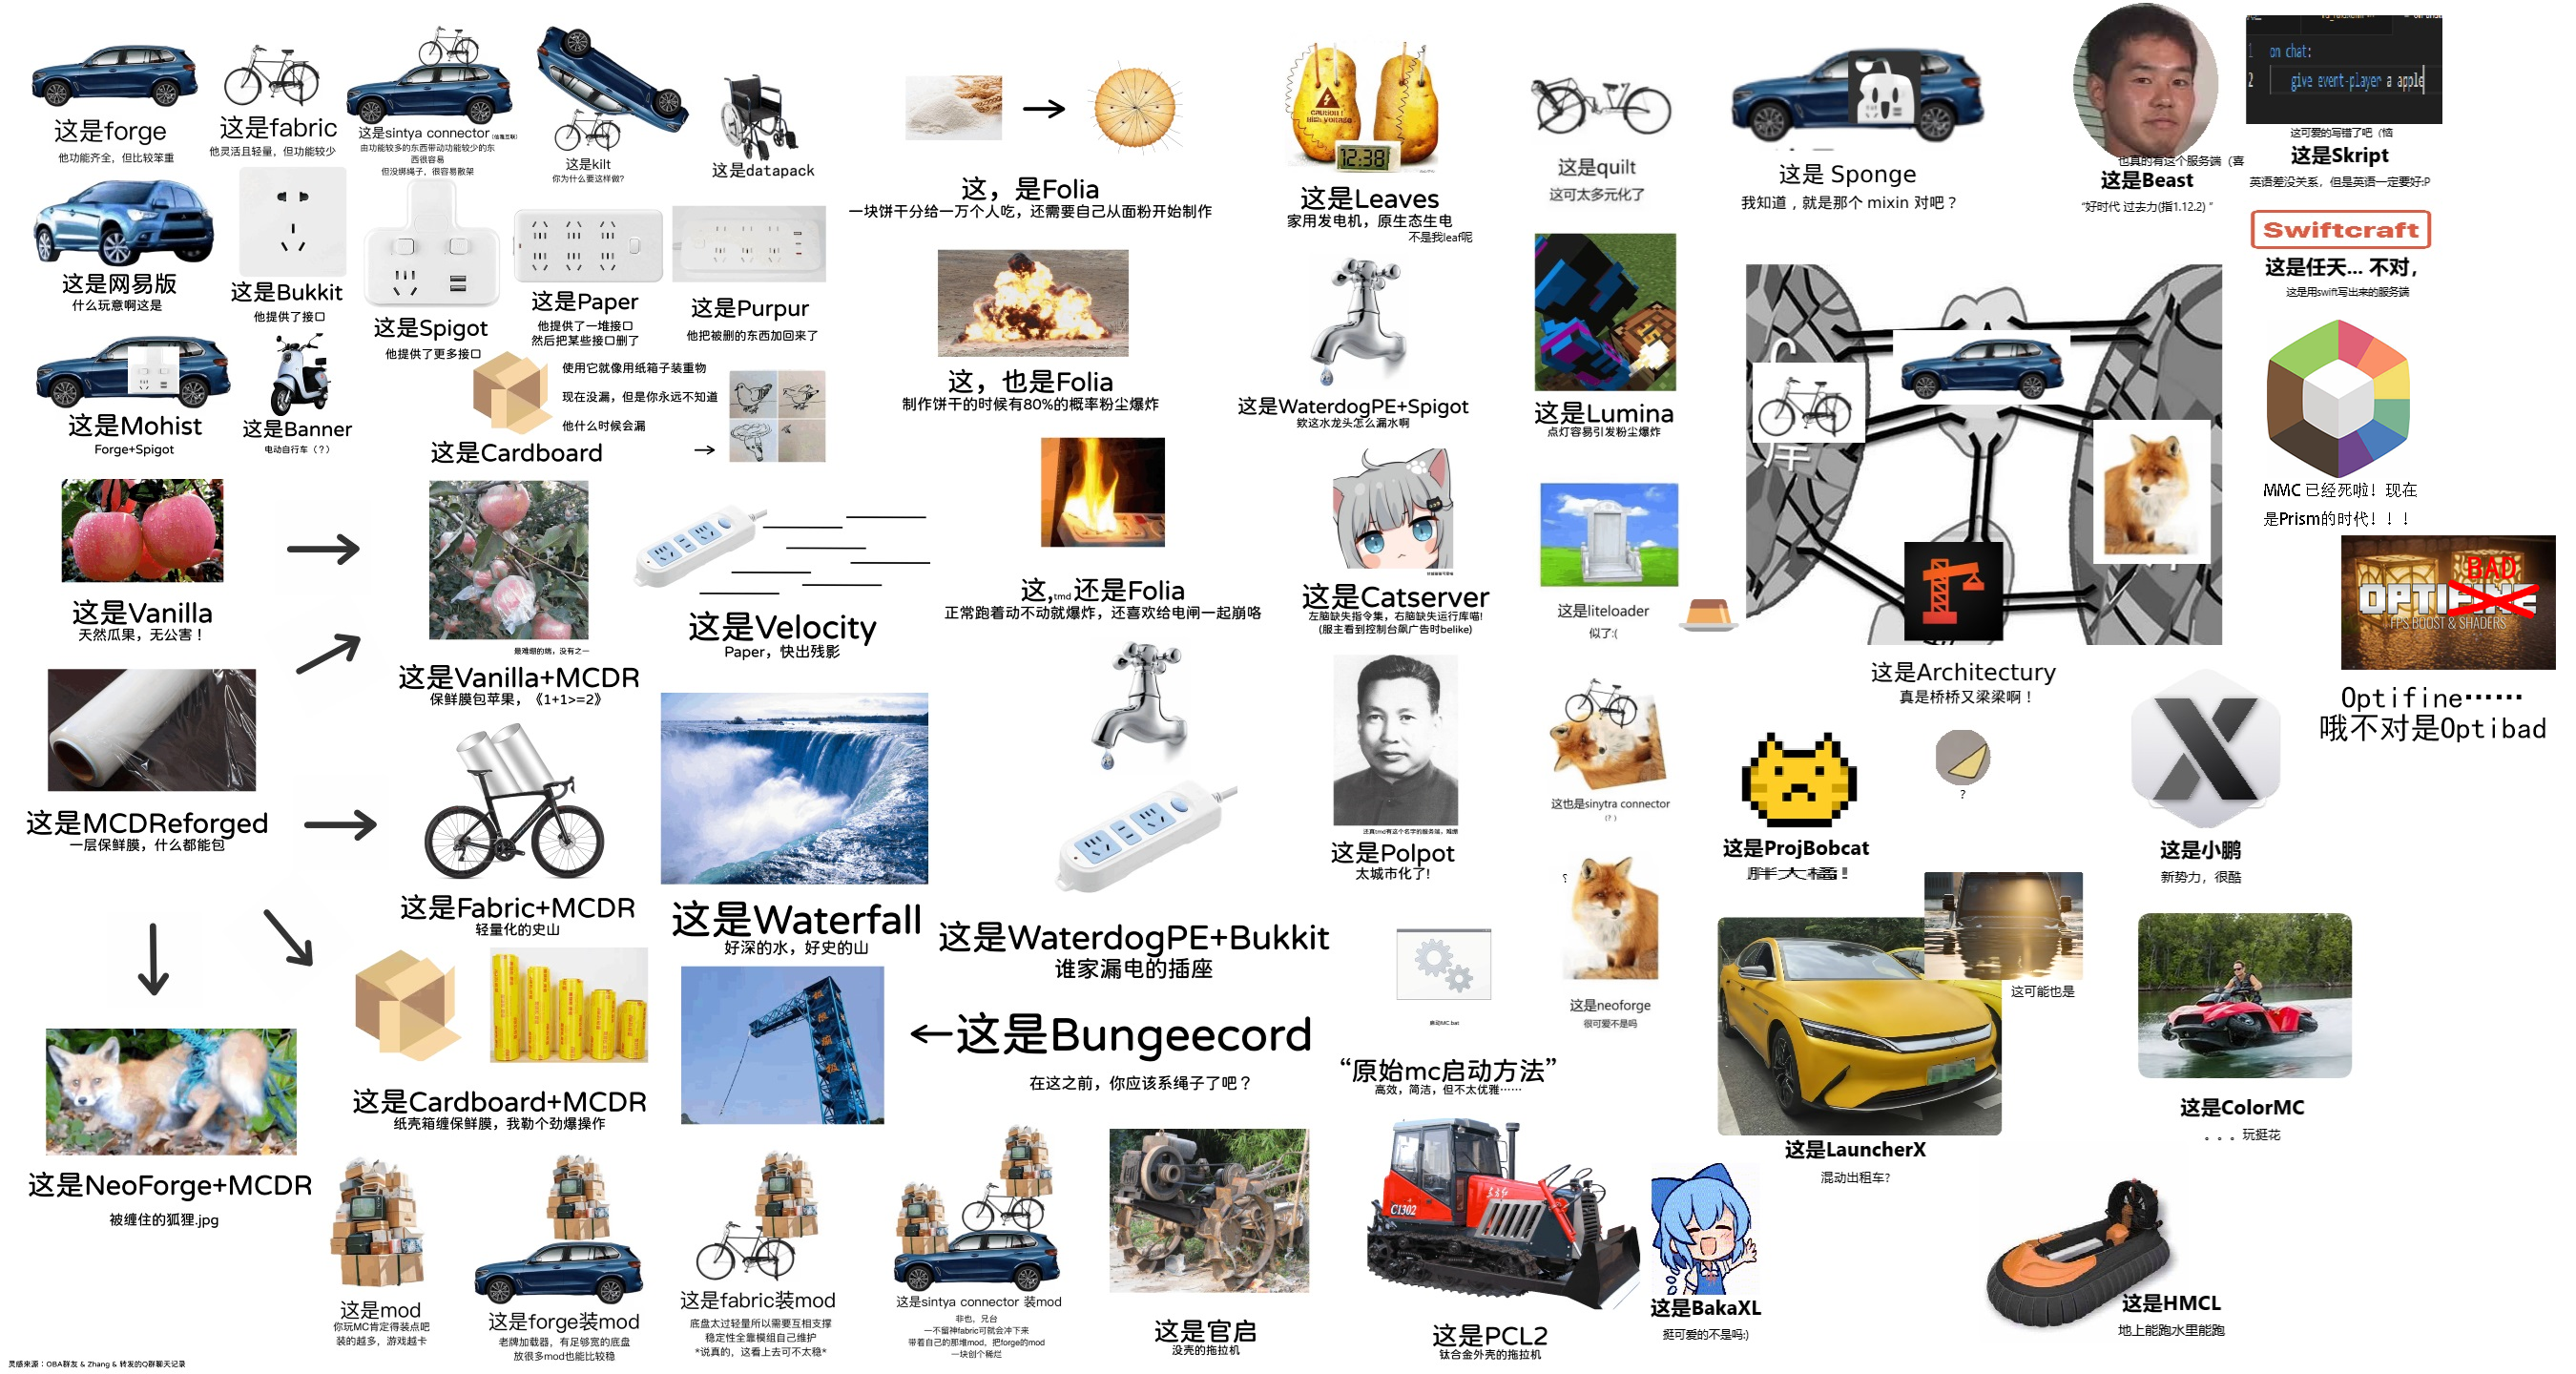 这是forge
他功能齐全，但比较笨重
这是fabric
他灵活且轻量，但功能较少
这是sintya connector
由功能较多的东西带动功能较少的东
西很容易
但没绑绳子，很容易散架
这是kilt
你为什么要这样做?
这是datapack
这是网易版
什么玩意啊这是
这是Bukkit
他提供了接口
这是Spigot
他提供了更多接口
这是Paper
他提供了一堆接口
然后把某些接口删了
这是Purpur
他把被删的东西加回来了
这是Mohist
Forge+Spigot
这是Banner
电动自行车（?）
使用它就像用纸箱子装重物
现在没漏，但是你永远不知道
他什么时候会漏
这是Cardboard
这是Vanilla
天然瓜果，无公害！
最难绷的端，没有之一
这是Vanilla+MCDR
保鲜膜包苹果，《1+1>=2》
这是Velocity
Paper，快出残影
这是MCDReforged
一层保鲜膜，什么都能包
这是Fabric+MCDR
轻量化的史山
这是Waterfall
好深的水，好史的山
这是Cardboard+MCDR
纸壳箱缠保鲜膜，我勒个劲爆操作
←这是Bungeecord
在这之前，你应该系绳子了吧？
这是NeoForge+MCDR
被缠住的狐狸.jpg
这是mod
你玩MC肯定得装点吧
装的越多，游戏越卡
这是forge装mod
老牌加载器，有足够宽的底盘
放很多mod也能比较稳
这是fabric装mod
底盘太过轻量所以需要互相支撑
稳定性全靠模组自己维护
*说真的，这看上去可不太稳*
这是sintya connector 装mod
非也，兄台
一不留神fabric可就会冲下来
带着自己的那堆mod，把forge的mod
一块创个稀烂
灵感来源：OBA群友 & Zhang & 转发的Q群聊天记录
这，是Folia
一块饼干分给一万个人吃，还需要自己从面粉开始制作
这，也是Folia
制作饼干的时候有80%的概率粉尘爆炸
这,tmd还是Folia
正常跑着动不动就爆炸，还喜欢给电闸一起崩咯
这是WaterdogPE+Bukkit
谁家漏电的插座
CAUTION!
HIGH VOLTAGE
12:38
这是Leaves
家用发电机，原生态生电
不是我leaf呢
这是WaterdogPE+Spigot
欸这水龙头怎么漏水啊
这是Catserver
左脑缺失指令集，右脑缺失运行库喵!
(服主看到控制台飙广告时belike)
还真tmd有这个名字的服务端，难绷
这是Polpot
太城市化了!
启动MC.bat
“原始mc启动方法”
高效，简洁，但不太优雅……
这是官启
没壳的拖拉机
C1302
这是PCL2
钛合金外壳的拖拉机
这是quilt
这可太多元化了
这是Lumina
点灯容易引发粉尘爆炸
这是liteloader
似了:(
这也是sinytra connector
（?）
?
这是neoforge
很可爱不是吗
这是BakaXL
挺可爱的不是吗:)
这是 Sponge
我知道，就是那个 mixin 对吧？
库
这是Architectury
真是桥桥又梁梁啊！
这是ProjBobcat
胖大橘！
?
这是LauncherX
混动出租车?
这可能也是
也真的有这个服务端（喜
这是Beast
“好时代 过去力(指1.12.2) ”
1 on chat:
2 give event-player a apple
这可爱的写错了吧（恼
这是Skript
英语差没关系，但是英语一定要好:P
Swiftcraft
这是任天... 不对，
这是用swift写出来的服务端
MMC 已经死啦！现在
是Prism的时代！！！
BAD
OPTIFINE
FPS BOOST & SHADERS
Optifine……
哦不对是Optibad
这是小鹏
新势力，很酷
这是ColorMC
。。。玩挺花
这是HMCL
地上能跑水里能跑